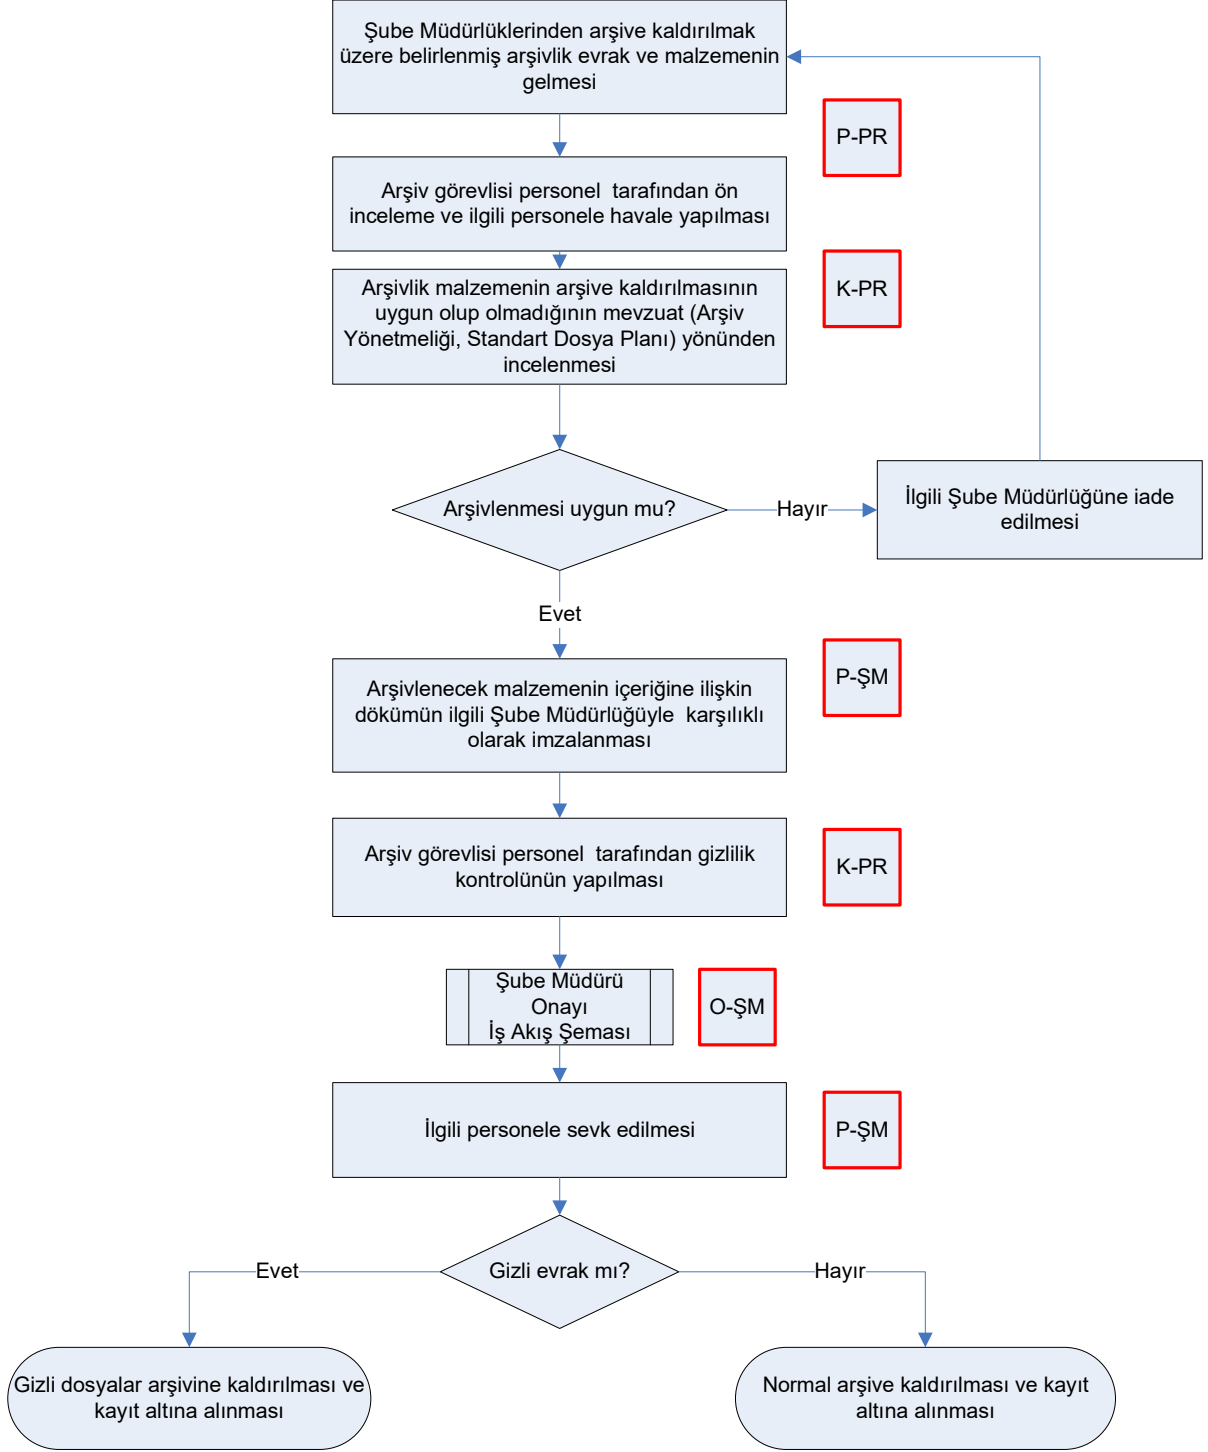 Şube Müdürlüklerinden arşive kaldırılmak
üzere belirlenmiş arşivlik evrak ve malzemenin
gelmesi
P-PR
Arşiv görevlisi personel tarafından ön
inceleme ve ilgili personele havale yapılması
K-PR
Arşivlik malzemenin arşive kaldırılmasının
uygun olup olmadığının mevzuat (Arşiv
Yönetmeliği, Standart Dosya Planı) yönünden
incelenmesi
Arşivlenmesi uygun mu?
Hayır
İlgili Şube Müdürlüğüne iade
edilmesi
Evet
P-ŞM
Arşivlenecek malzemenin içeriğine ilişkin
dökümün ilgili Şube Müdürlüğüyle karşılıklı
olarak imzalanması
Arşiv görevlisi personel tarafından gizlilik
kontrolünün yapılması
K-PR
Şube Müdürü
Onayı
İş Akış Şeması
O-ŞM
İlgili personele sevk edilmesi
P-ŞM
Gizli evrak mı?
Evet
Hayır
Gizli dosyalar arşivine kaldırılması ve
kayıt altına alınması
Normal arşive kaldırılması ve kayıt
altına alınması